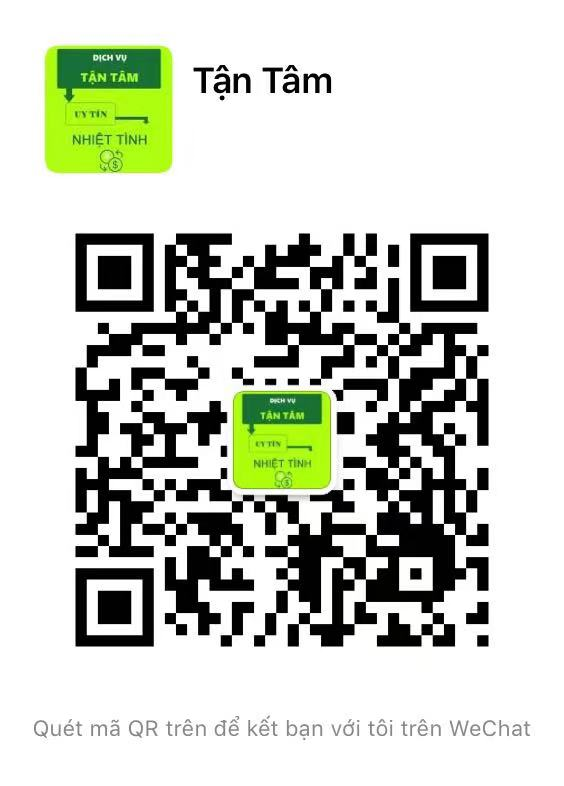 DỊCH VỤ
TẬN TÂM
UY TÍN
NHIỆT TÌNH
$
Tận Tâm
DỊCH VỤ
TẬN TÂM
UY TÍN
NHIỆT TÌNH
$
Quét mã QR trên để kết bạn với tôi trên WeChat